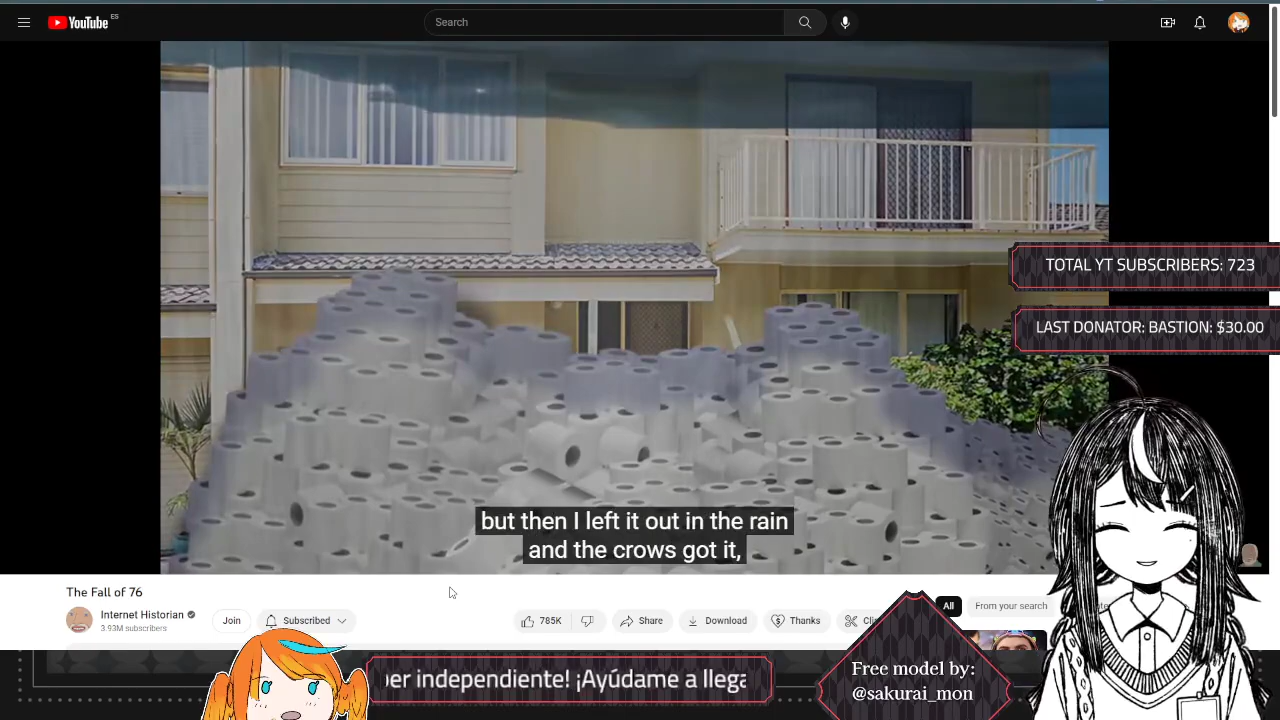 YouTube ES
Search
TOTAL YT SUBSCRIBERS: 723
LAST DONATOR: BASTION: $30.00
but then I left it out in the rain
and the crows got it,
The Fall of 76
Internet Historian
3.93M subscribers
Join
Subscribed
785K
Share
Download
Thanks
All
From your search
independiente! ¡Ayúdame a
Free model by:
@sakurai_mon